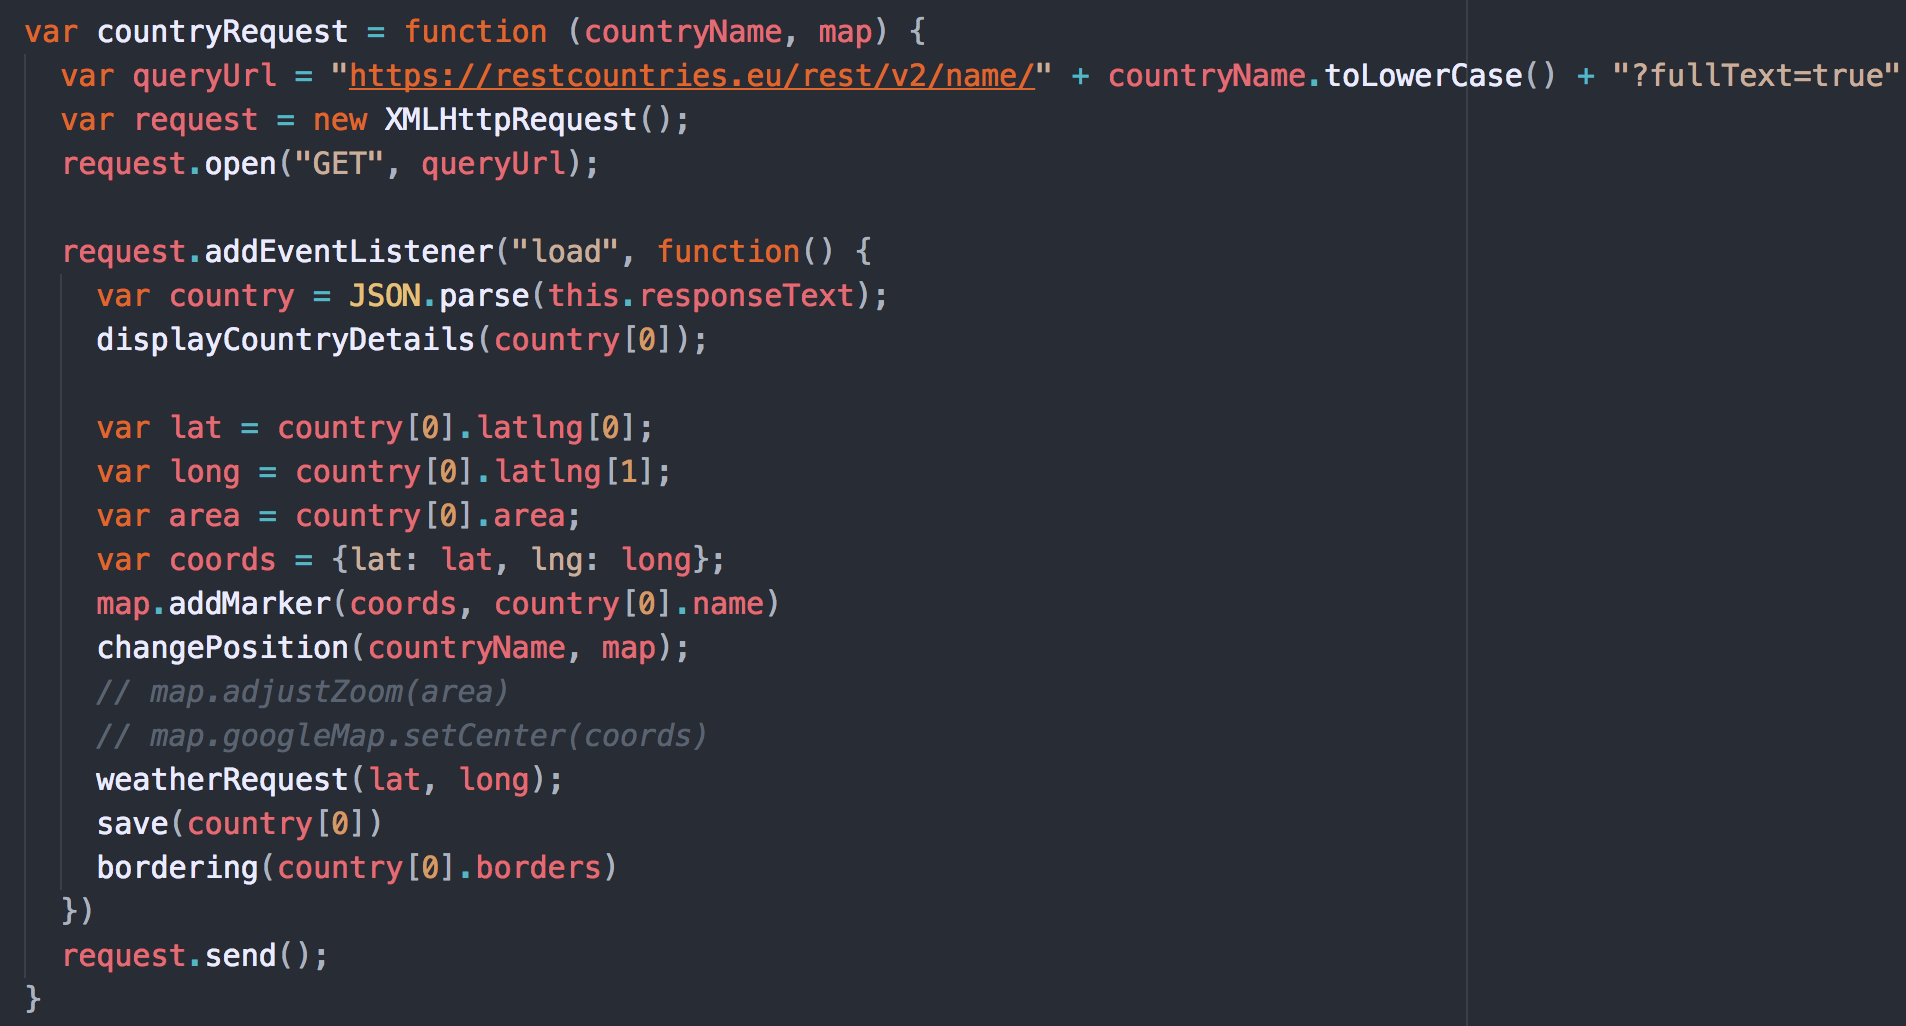 var countryRequest = function (countryName, map) {
var queryUrl = "https://restcountries.eu/rest/v2/name/" + countryName.toLowerCase() + "?fullText=true"
var request = new XMLHttpRequest();
request.open("GET", queryUrl);
request.addEventListener("load", function() {
var country = JSON.parse(this.responseText);
displayCountryDetails(country[0]);
var lat = country[0].latlng[0];
var long = country[0].latlng[1];
var area = country[0].area;
var coords = {lat: lat, lng: long};
map.addMarker(coords, country[0].name)
changePosition(countryName, map);
// map.adjustZoom(area)
// map.googleMap.setCenter(coords)
weatherRequest(lat, long);
save(country[0])
bordering(country[0].borders)
})
request.send();
}